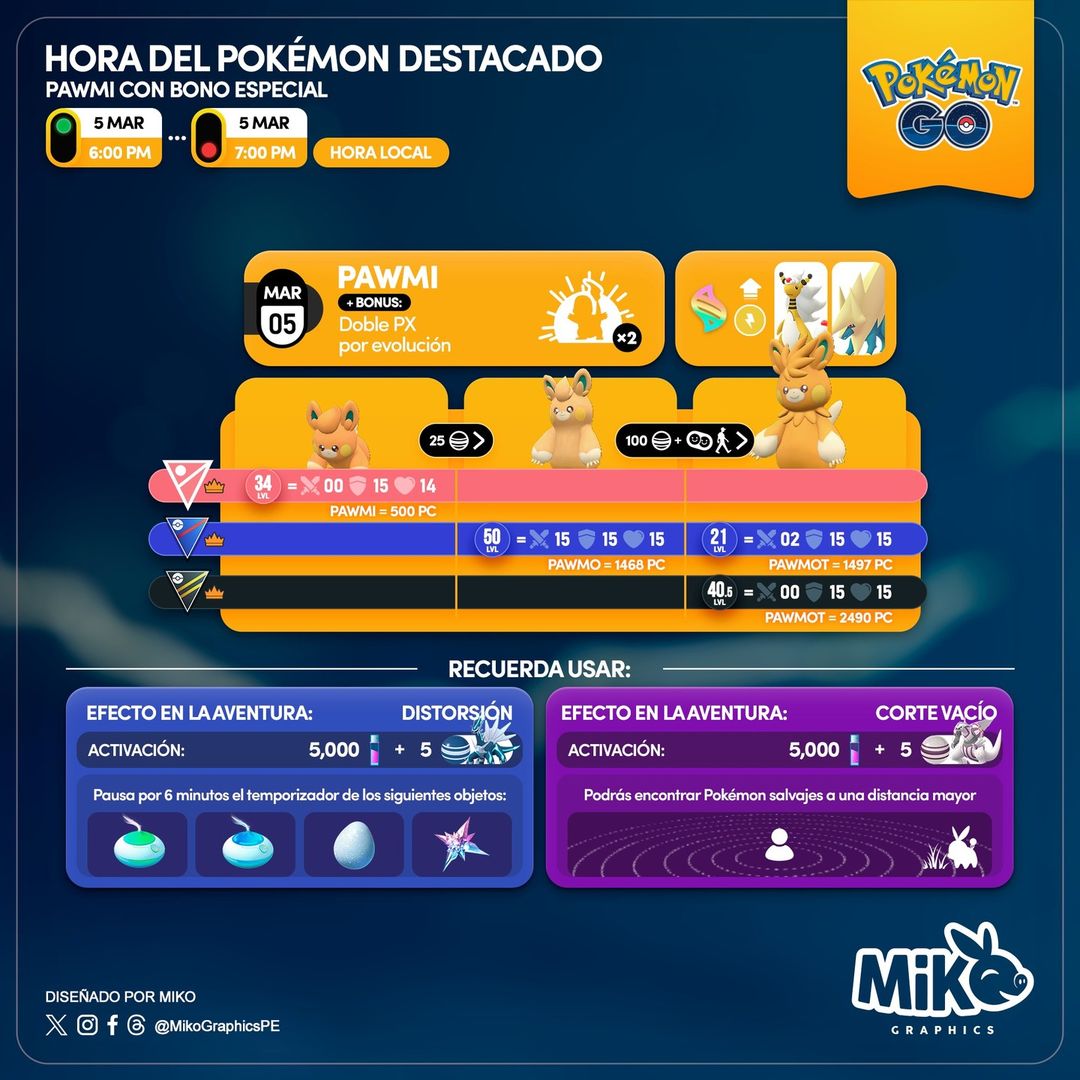 HORA DEL POKÉMON DESTACADO
PAWMI CON BONO ESPECIAL
5 MAR
6:00 PM
...
5 MAR
7:00 PM
HORA LOCAL
POKÉMON
GO
MAR
05
PAWMI
+ BONUS:
Doble PX
por evolución
×2
25
100 +
34 LVL = 00 15 14
PAWMI = 500 PC
50 LVL = 15 15 15
21 LVL = 02 15 15
PAWMO = 1468 PC
PAWMOT = 1497 PC
40.5 LVL = 00 15 15
PAWMOT = 2490 PC
RECUERDA USAR:
EFECTO EN LA AVENTURA: DISTORSIÓN
ACTIVACIÓN: 5,000 + 5
Pausa por 6 minutos el temporizador de los siguientes objetos:
EFECTO EN LA AVENTURA: CORTE VACÍO
ACTIVACIÓN: 5,000 + 5
Podrás encontrar Pokémon salvajes a una distancia mayor
DISEÑADO POR MIKO
@MikoGraphicsPE
MiKO
GRAPHICS